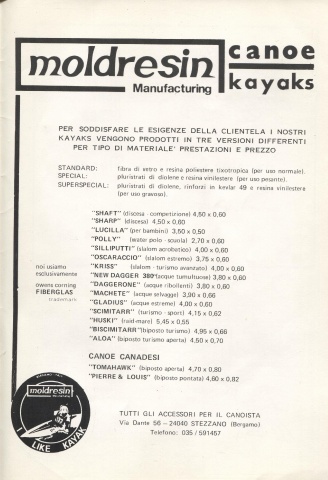 moldresin
Manufacturing
canoe
kayaks
PER SODDISFARE LE ESIGENZE DELLA CLIENTELA I NOSTRI
KAYAKS VENGONO PRODOTTI IN TRE VERSIONI DIFFERENTI
PER TIPO DI MATERIALE' PRESTAZIONI E PREZZO
STANDARD: fibra di vetro e resina poliestere tixotropica (per uso normale).
SPECIAL: pluristrati di diolene e resina vinilestere (per uso pesante).
SUPERSPECIAL: pluristrati di diolene, rinforzi in kevlar 49 e resina vinilestere
(per uso gravoso).
"SHAFT" (discesa - competizione) 4,50 x 0,60
"SHARP" (discesa) 4,50 x 0,60
"LUCILLA" (per bambini) 3,50 x 0,50
"POLLY" (water polo - scuola) 2,70 x 0,60
"SILLIPUTTI" (slalom acrobatico) 4,00 x 0,60
"OSCARACCIO" (slalom estremo) 3,75 x 0,60
"KRISS" (slalom - turismo avanzato) 4,00 x 0,60
"NEW DAGGER 380"(acque tumultuose) 3,80 x 0,60
"DAGGERONE" (acque ribollenti) 3,80 x 0,60
"MACHETE" (acque selvagge) 3,90 x 0,66
"GLADIUS" (acque estreme) 4,00 x 0,60
"SCIMITARR" (turismo - sport) 4,15 x 0,62
"HUSKI" (raid-mare) 5,45 x 0,55
"BISCIMITARR"(biposto turismo) 4,95 x 0,66
"ALOA" (biposto turismo aperta) 4,50 x 0,70
noi usiamo
esclusivamente
owens corning
FIBERGLAS
trademark
CANOE CANADESI
"TOMAHAWK" (biposto aperta) 4,70 x 0,80
"PIERRE & LOUIS" (biposto pontata) 4,60 x 0,82
moldresin
I LIKE KAYAK
TUTTI GLI ACCESSORI PER IL CANOISTA
Via Dante 56 - 24040 STEZZANO (Bergamo)
Telefono: 035 / 591457